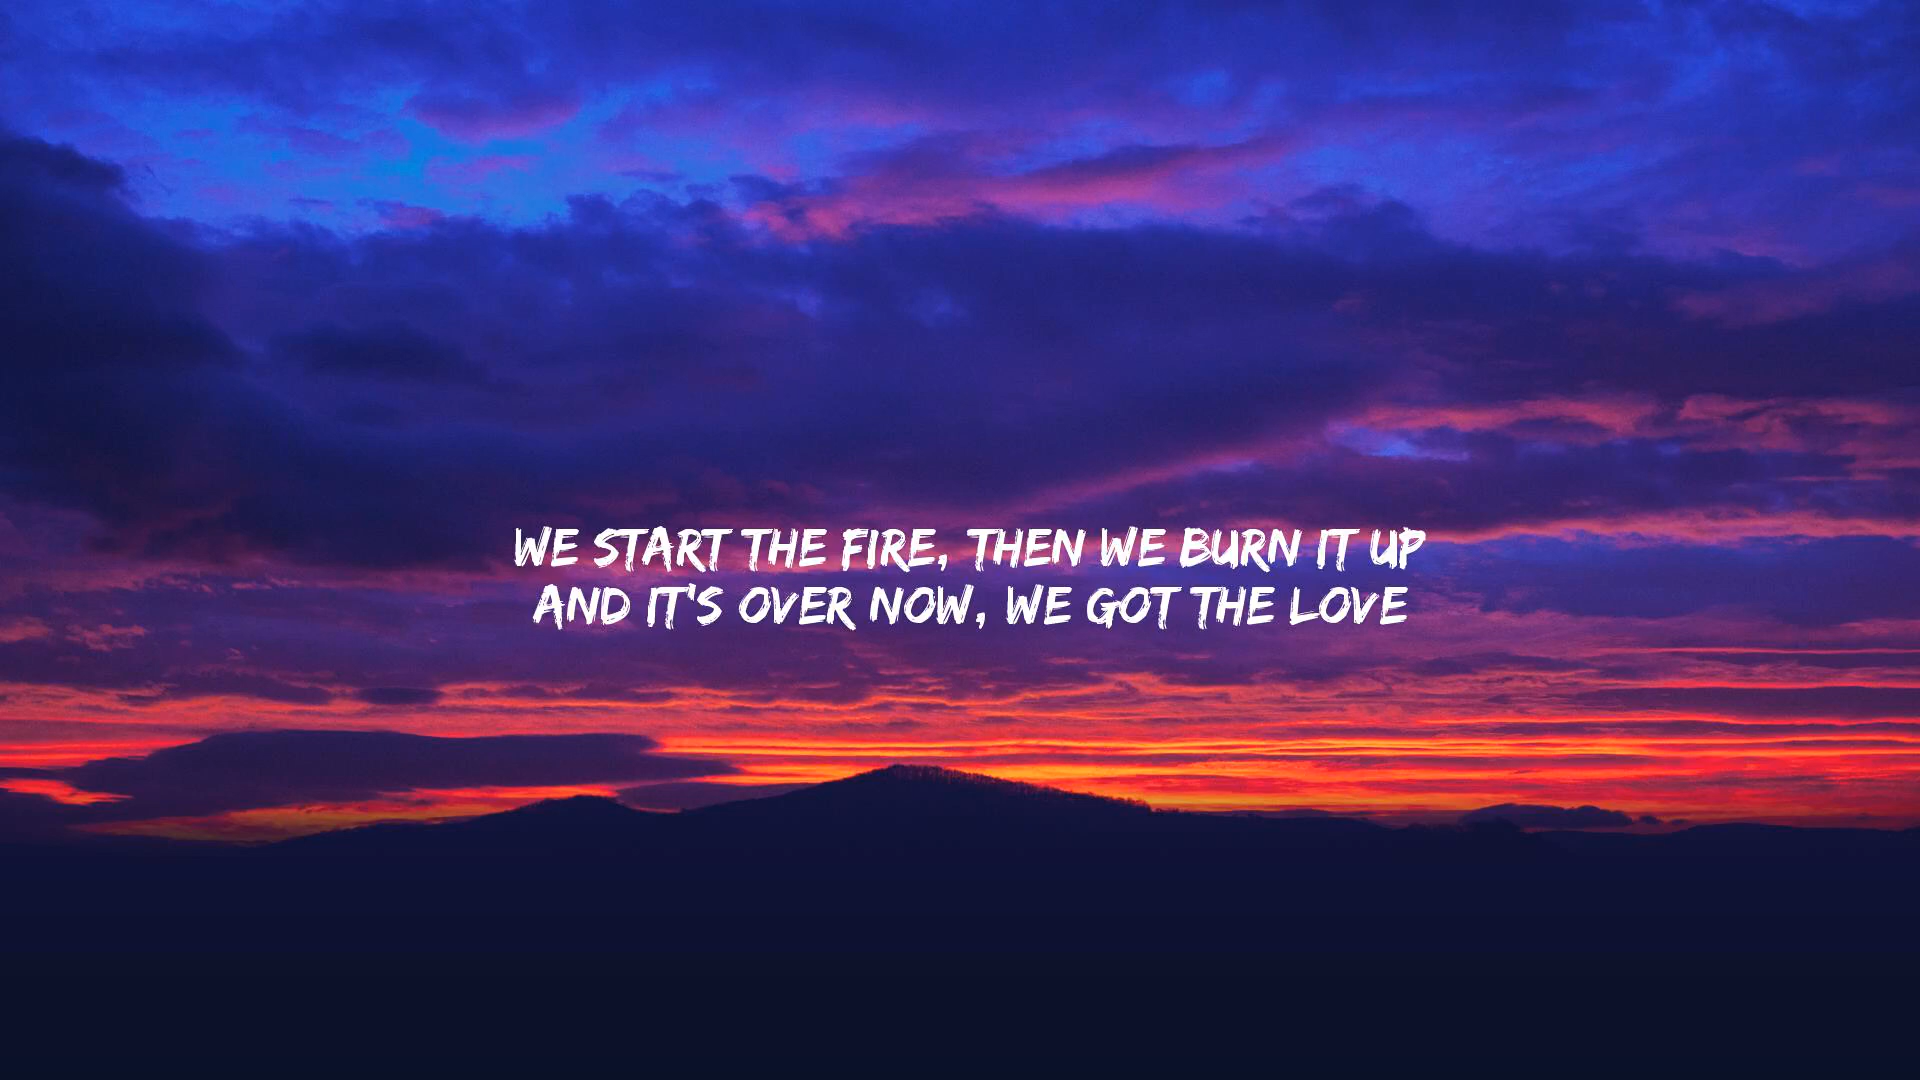 WE START THE FIRE, THEN WE BURN IT UP
AND IT'S OVER NOW, WE GOT THE LOVE